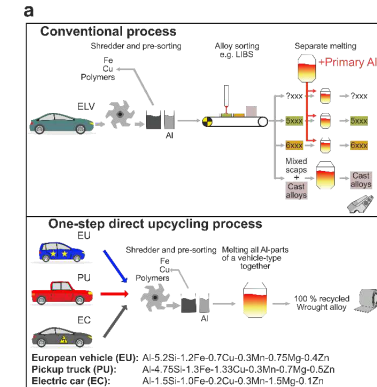 a
Conventional process
Shredder and pre-sorting
Alloy sorting
e.g. LIBS
Separate melting
Fe
Cu
Polymers
+Primary Al
ELV
Al
?xxx
?xxx
5xxx
5xxx
6xxx
6xxx
Mixed
scaps
+
Cast
alloys
Cast
alloys
One-step direct upcycling process
EU
Shredder and pre-sorting
Fe
Cu
Polymers
Melting all Al-parts
of a vehicle-type
together
PU
Al
100 % recycled
Wrought alloy
EC
European vehicle (EU): Al-5.2Si-1.2Fe-0.7Cu-0.3Mn-0.75Mg-0.4Zn
Pickup truck (PU): Al-4.75Si-1.3Fe-1.33Cu-0.3Mn-0.7Mg-0.5Zn
Electric car (EC): Al-1.5Si-1.0Fe-0.2Cu-0.3Mn-1.5Mg-0.1Zn